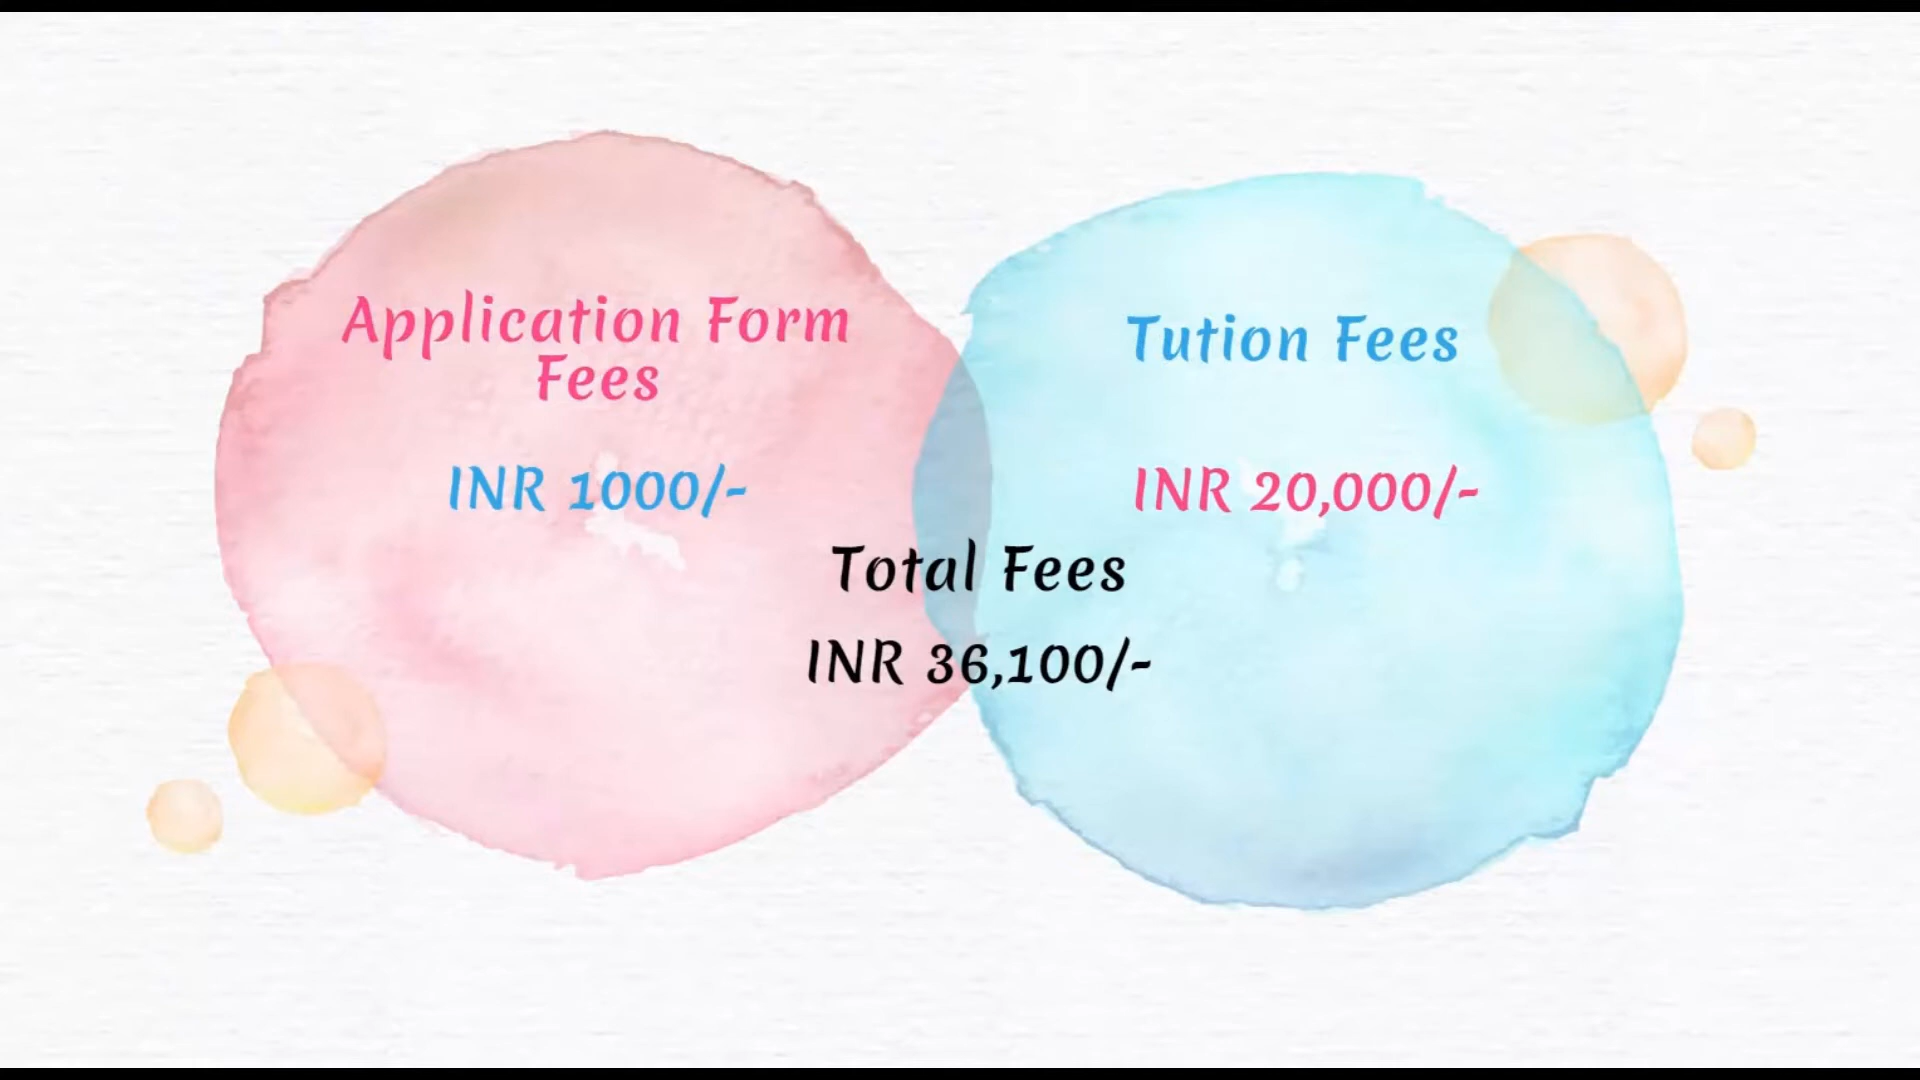 Application Form
Fees
INR 1000/-
Tution Fees
INR 20,000/-
Total Fees
INR 36,100/-